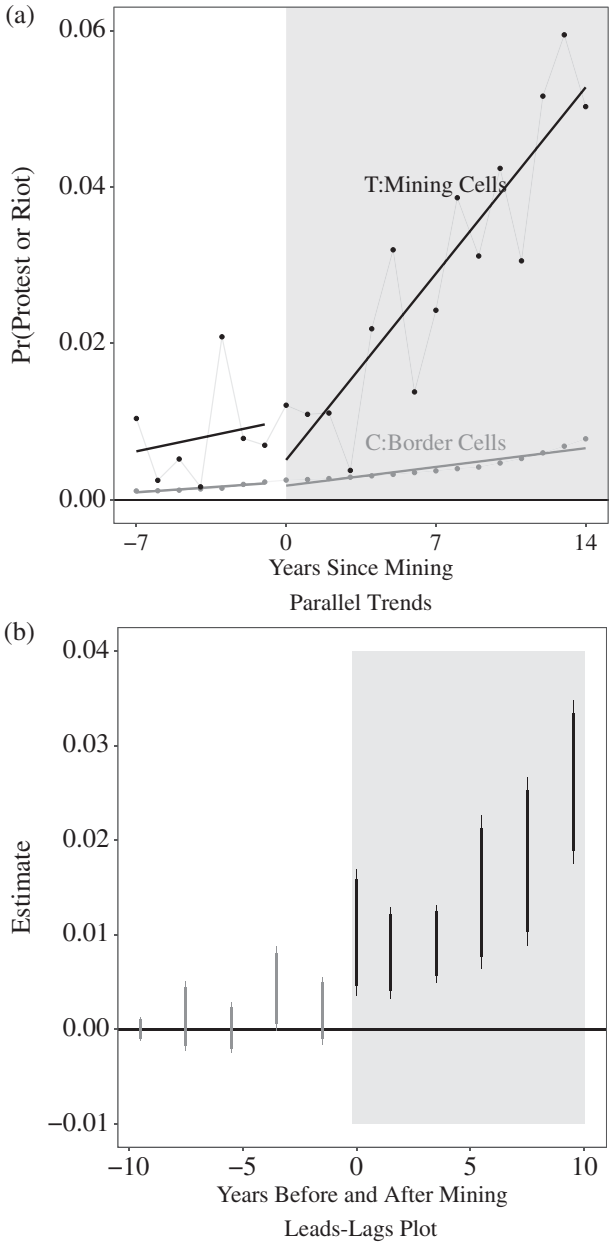 (a)
0.06
0.04
0.02
0.00
Pr(Protest or Riot)
T:Mining Cells
C:Border Cells
−7 0 7 14
Years Since Mining
Parallel Trends
(b)
0.04
0.03
0.02
0.01
0.00
−0.01
Estimate
−10 −5 0 5 10
Years Before and After Mining
Leads-Lags Plot